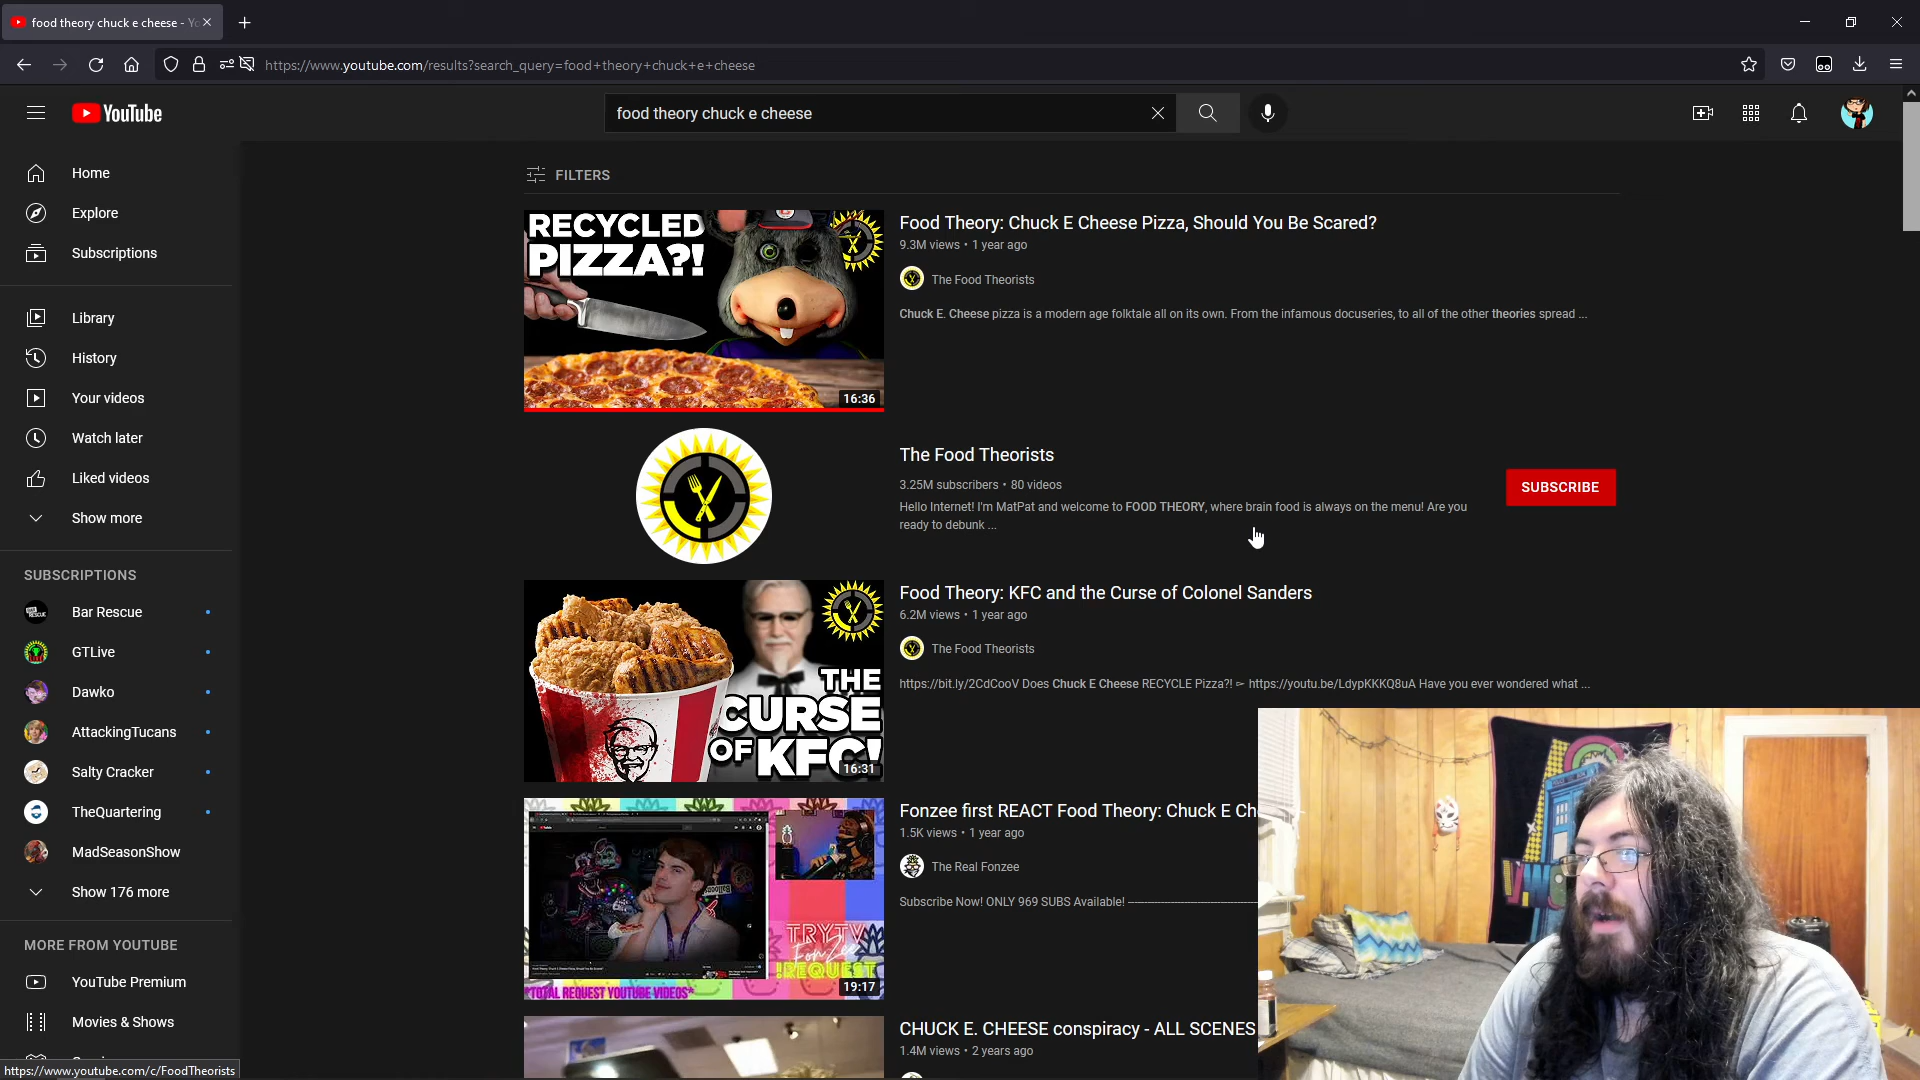 food theory chuck e cheese - Yo
https://www.youtube.com/results?search_query=food+theory+chuck+e+cheese
YouTube
food theory chuck e cheese
Home
Explore
Subscriptions
Library
History
Your videos
Watch later
Liked videos
Show more
SUBSCRIPTIONS
Bar Rescue
GTLive
Dawko
AttackingTucans
Salty Cracker
TheQuartering
MadSeasonShow
Show 176 more
MORE FROM YOUTUBE
YouTube Premium
Movies & Shows
https://www.youtube.com/c/FoodTheorists
FILTERS
RECYCLED
PIZZA?!
16:36
Food Theory: Chuck E Cheese Pizza, Should You Be Scared?
9.3M views • 1 year ago
The Food Theorists
Chuck E. Cheese pizza is a modern age folktale all on its own. From the infamous docuseries, to all of the other theories spread ...
The Food Theorists
3.25M subscribers • 80 videos
Hello Internet! I'm MatPat and welcome to FOOD THEORY, where brain food is always on the menu! Are you
ready to debunk ...
SUBSCRIBE
THE
CURSE
OF KFC!
KFC
16:31
Food Theory: KFC and the Curse of Colonel Sanders
6.2M views • 1 year ago
The Food Theorists
https://bit.ly/2CdCooV Does Chuck E Cheese RECYCLE Pizza?! ► https://youtu.be/LdypKKKQ8uA Have you ever wondered what ...
TRYTV
FonZee
!REQUEST
*TOTAL REQUEST YOUTUBE VIDEOS*
19:17
Fonzee first REACT Food Theory: Chuck E Ch
1.5K views • 1 year ago
The Real Fonzee
Subscribe Now! ONLY 969 SUBS Available!
CHUCK E. CHEESE conspiracy - ALL SCENES
1.4M views • 2 years ago